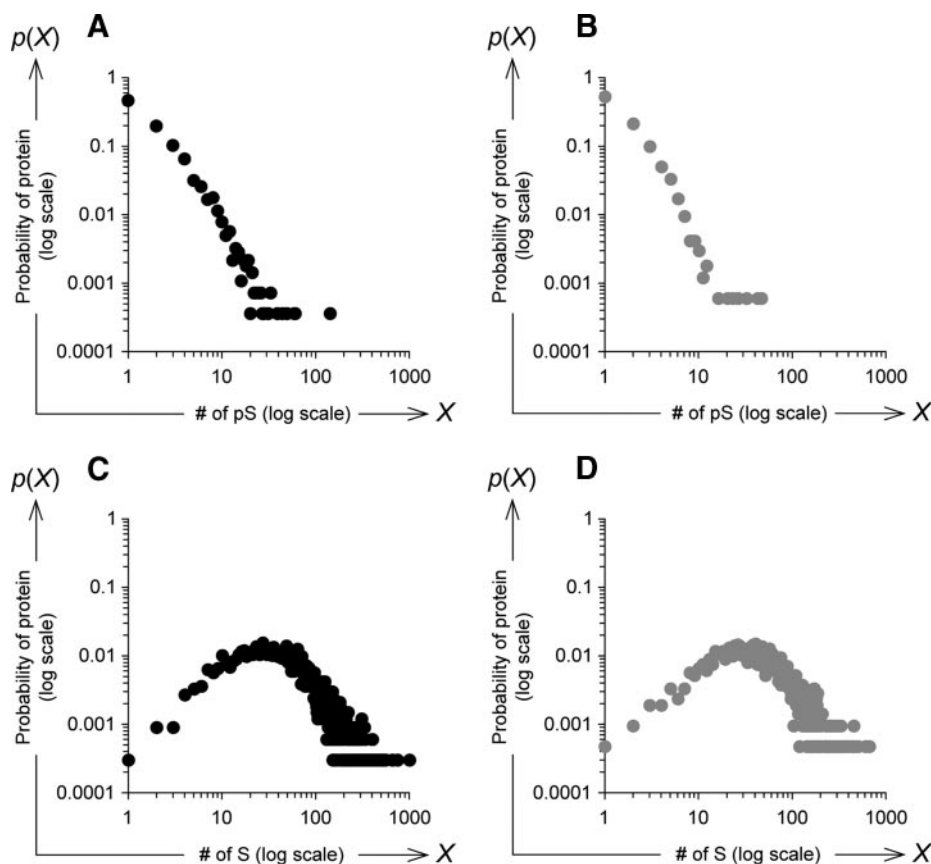 A
p(X)
Probability of protein
(log scale)
1
0.1
0.01
0.001
0.0001
1 10 100 1000
# of pS (log scale)
X
B
p(X)
Probability of protein
(log scale)
1
0.1
0.01
0.001
0.0001
1 10 100 1000
# of pS (log scale)
X
C
p(X)
Probability of protein
(log scale)
1
0.1
0.01
0.001
0.0001
1 10 100 1000
# of S (log scale)
X
D
p(X)
Probability of protein
(log scale)
1
0.1
0.01
0.001
0.0001
1 10 100 1000
# of S (log scale)
X